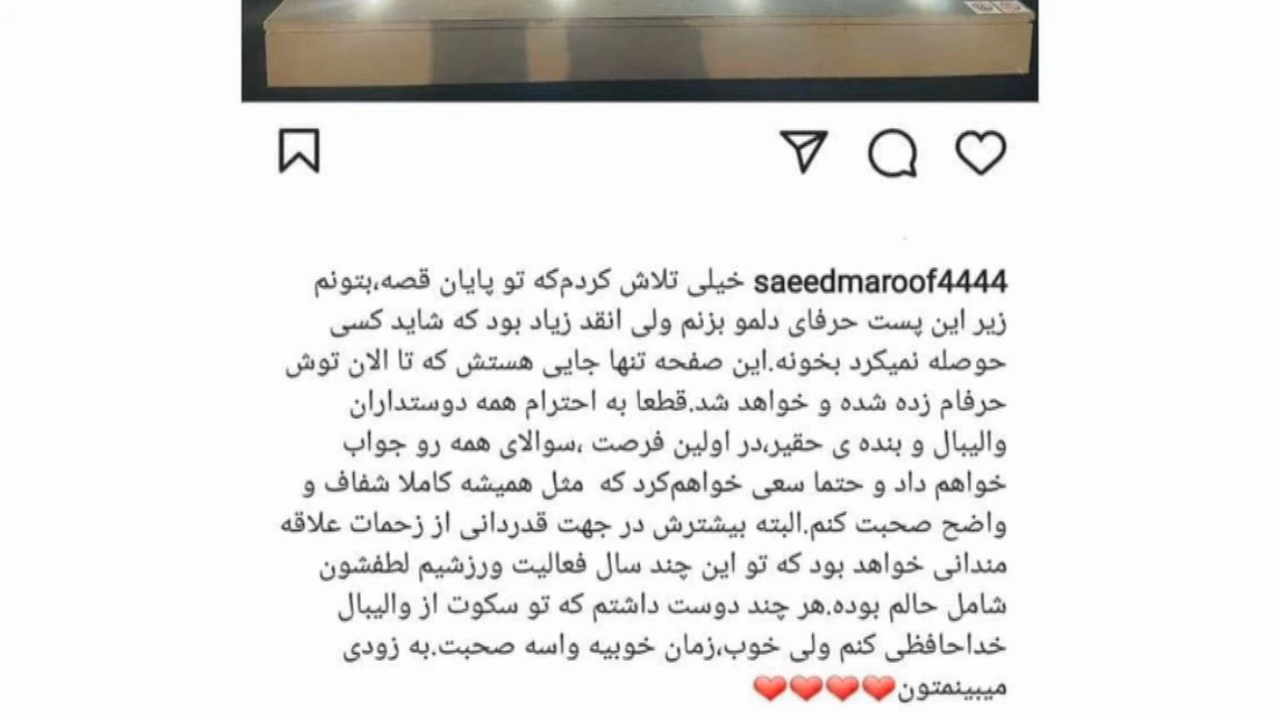 saeedmaroof4444 خیلی تلاش کردم‌که تو پایان قصه،بتونم
زیر این پست حرفای دلمو بزنم ولی انقد زیاد بود که شاید کسی
حوصله نمیکرد بخونه.این صفحه تنها جایی هستش که تا الان توش
حرفام زده شده و خواهد شد.قطعا به احترام همه دوستداران
والیبال و بنده ی حقیر،در اولین فرصت ،سوالای همه رو جواب
خواهم داد و حتما سعی خواهم‌کرد که  مثل همیشه کاملا شفاف و
واضح صحبت کنم.البته بیشترش در جهت قدردانی از زحمات علاقه
مندانی خواهد بود که تو این چند سال فعالیت ورزشیم لطفشون
شامل حالم بوده.هر چند دوست داشتم که تو سکوت از والیبال
خداحافظی کنم ولی خوب،زمان خوبیه واسه صحبت.به زودی
میبینمتون❤️❤️❤️❤️